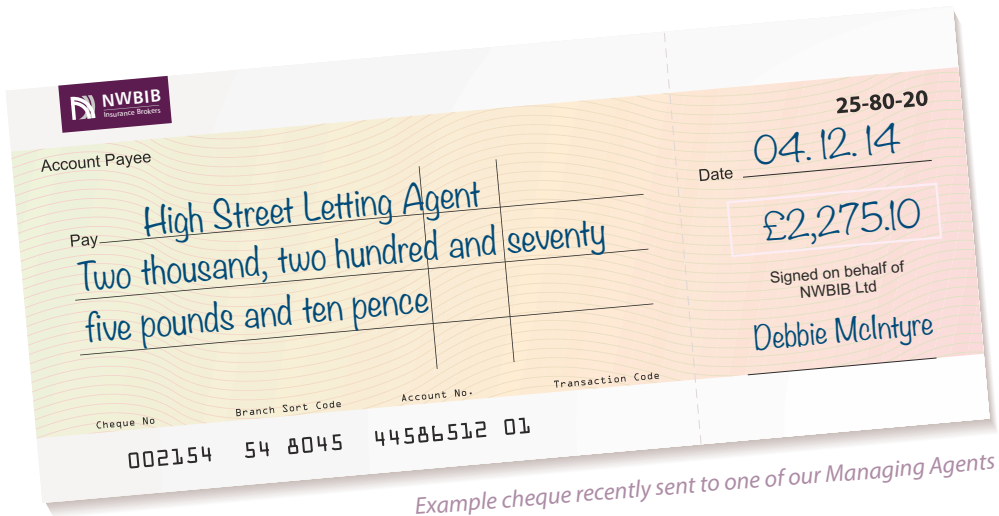 NWBIB
Insurance Brokers
25-80-20
Account Payee
Date 04.12.14
Pay High Street Letting Agent
£2,275.10
Two thousand, two hundred and seventy
five pounds and ten pence
Signed on behalf of
NWBIB Ltd
Debbie McIntyre
Cheque No Branch Sort Code Account No. Transaction Code
002154 54 8045 44586512 01
Example cheque recently sent to one of our Managing Agents